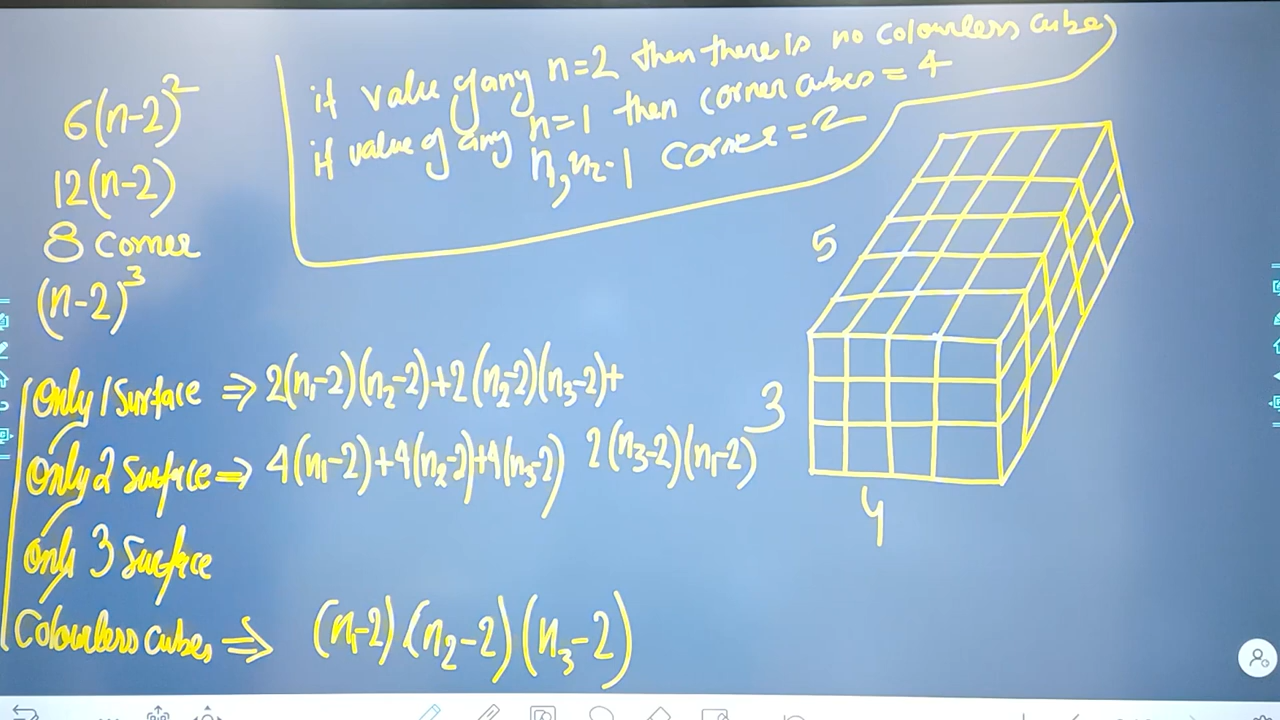 if value of any n=2 then there is no colourless cube
if value of any n=1 then corner cubes = 4
n₁,n₂=1 corner = 2
6(n-2)²
12(n-2)
8 corner
(n-2)³
Only 1 Surface ⇒ 2(n₁-2)(n₂-2)+2(n₂-2)(n₃-2)+
2(n₃-2)(n₁-2)
Only 2 Surface ⇒ 4(n₁-2)+4(n₂-2)+4(n₃-2)
Only 3 Surface
Colourless cubes ⇒ (n₁-2)(n₂-2)(n₃-2)
5
3
4